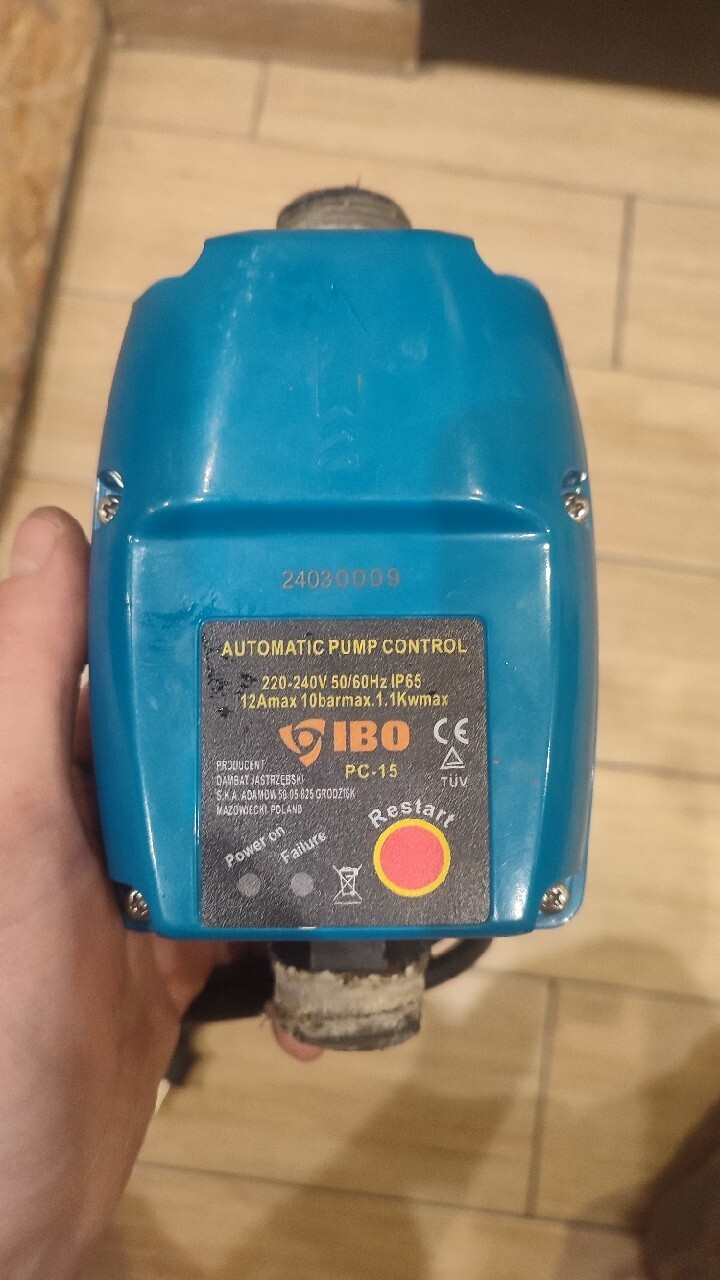 24030009
AUTOMATIC PUMP CONTROL
220-240V 50/60Hz IP65
12Amax 10barmax.1.1Kwmax
IBO
CE
PC-15
TÜV
PRODUCENT
DAMBAT JASTRZĘBSKI
S.K.A. ADAMÓW 50 05-825 GRODZISK
MAZOWIECKI POLAND
Restart
Power on
Failure